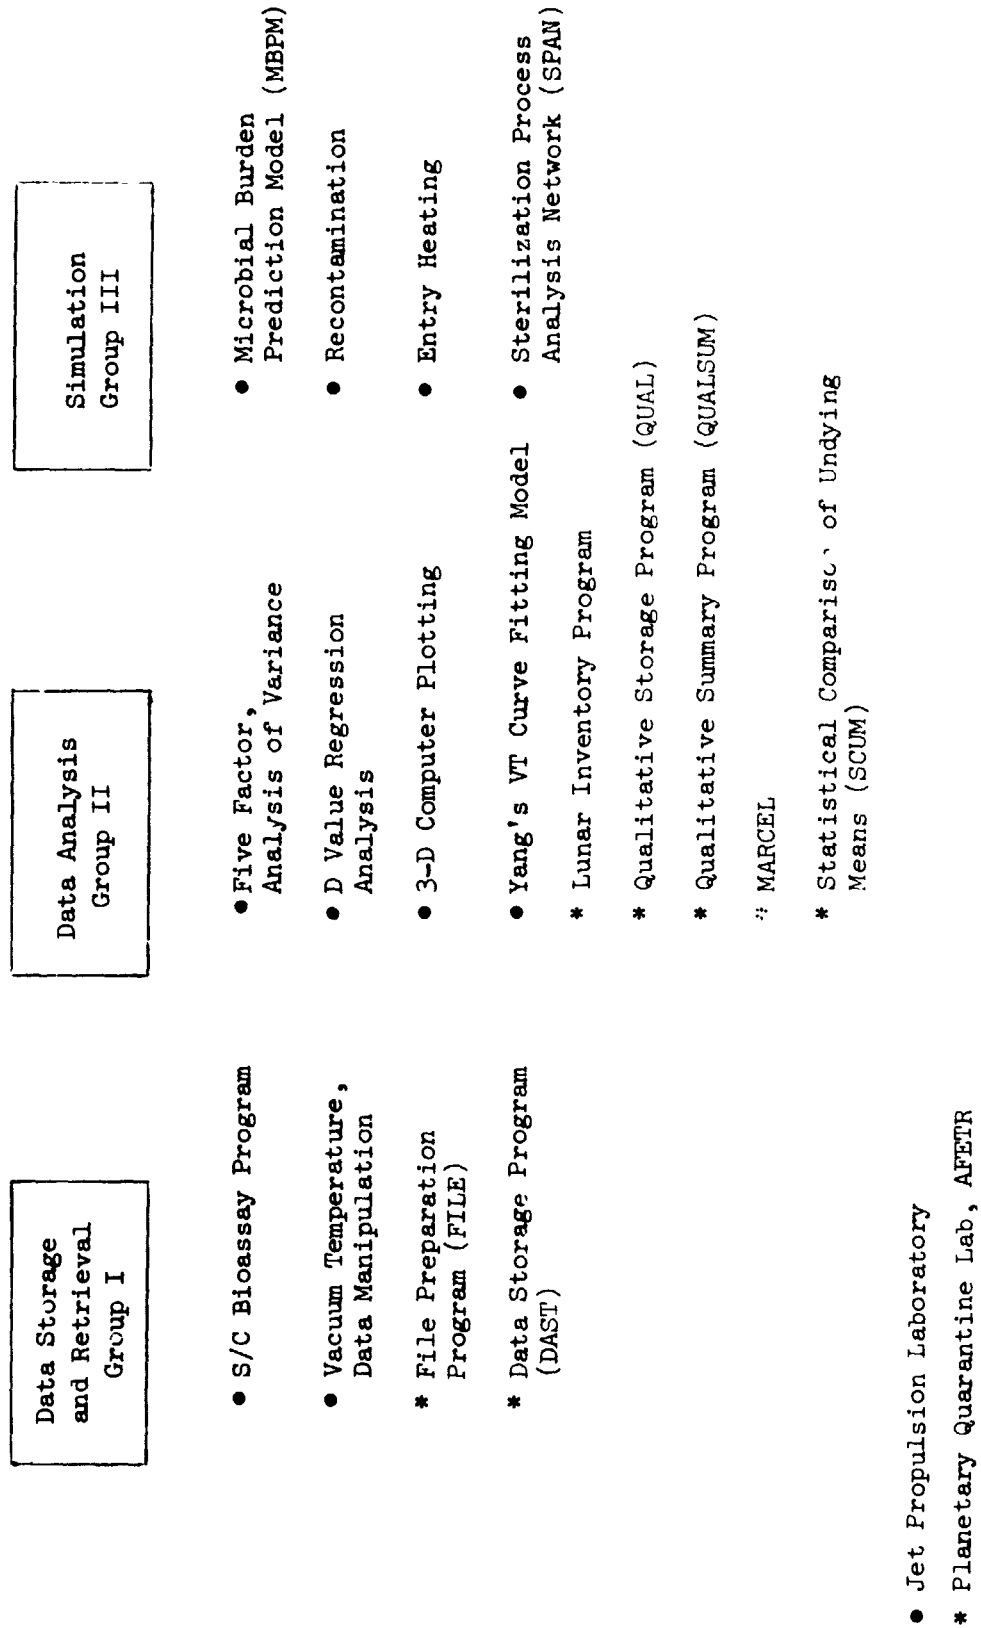 Data Storage
and Retrieval
Group I
● S/C Bioassay Program
● Vacuum Temperature,
Data Manipulation
* File Preparation
Program (FILE)
* Data Storage Program
(DAST)
Data Analysis
Group II
● Five Factor,
Analysis of Variance
● D Value Regression
Analysis
● 3-D Computer Plotting
● Yang's VT Curve Fitting Model
* Lunar Inventory Program
* Qualitative Storage Program (QUAL)
* Qualitative Summary Program (QUALSUM)
* MARCEL
* Statistical Comparison of Undying
Means (SCUM)
Simulation
Group III
● Microbial Burden
Prediction Model (MBPM)
● Recontamination
● Entry Heating
● Sterilization Process
Analysis Network (SPAN)
● Jet Propulsion Laboratory
* Planetary Quarantine Lab, AFETR